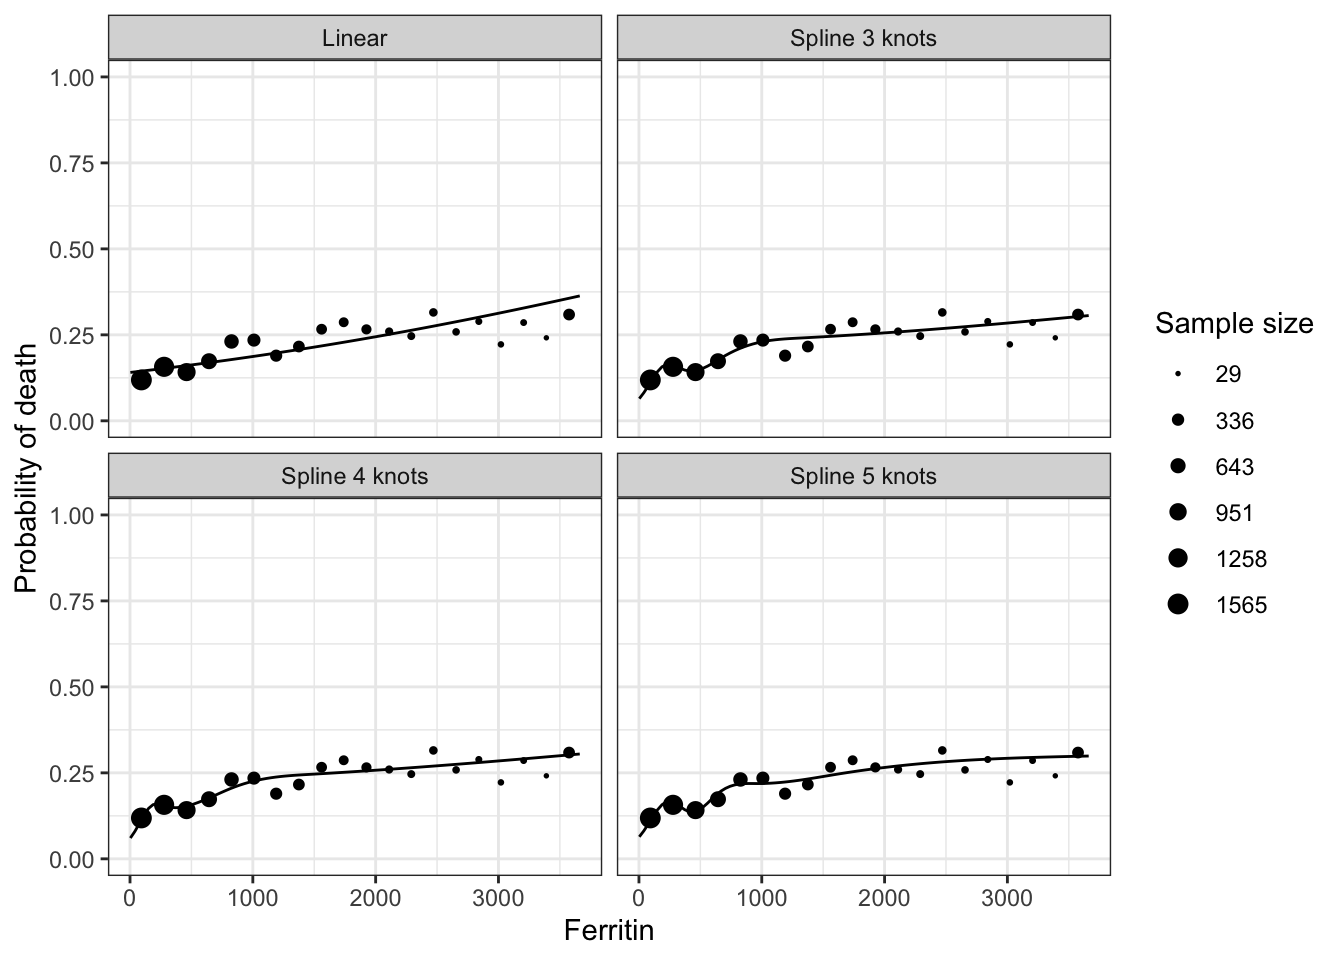 Linear
Spline 3 knots
1.00
0.75
0.50
0.25
0.00
Spline 4 knots
Spline 5 knots
1.00
0.75
0.50
0.25
0.00
0 1000 2000 3000
0 1000 2000 3000
Ferritin
Probability of death
Sample size
29
336
643
951
1258
1565